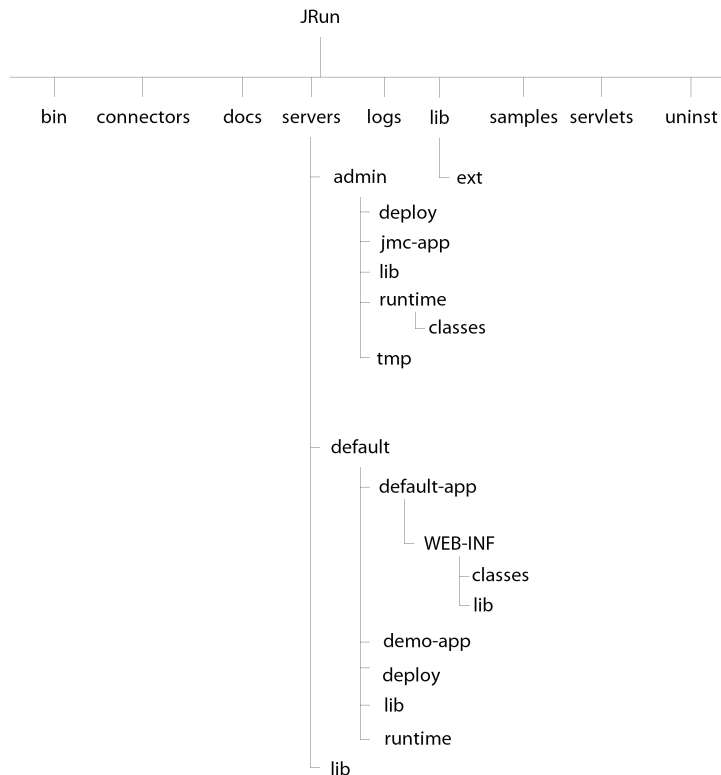 JRun
bin connectors docs servers logs lib samples servlets uninst
admin ext
deploy
jmc-app
lib
runtime
classes
tmp
default
default-app
WEB-INF
classes
lib
demo-app
deploy
lib
runtime
lib